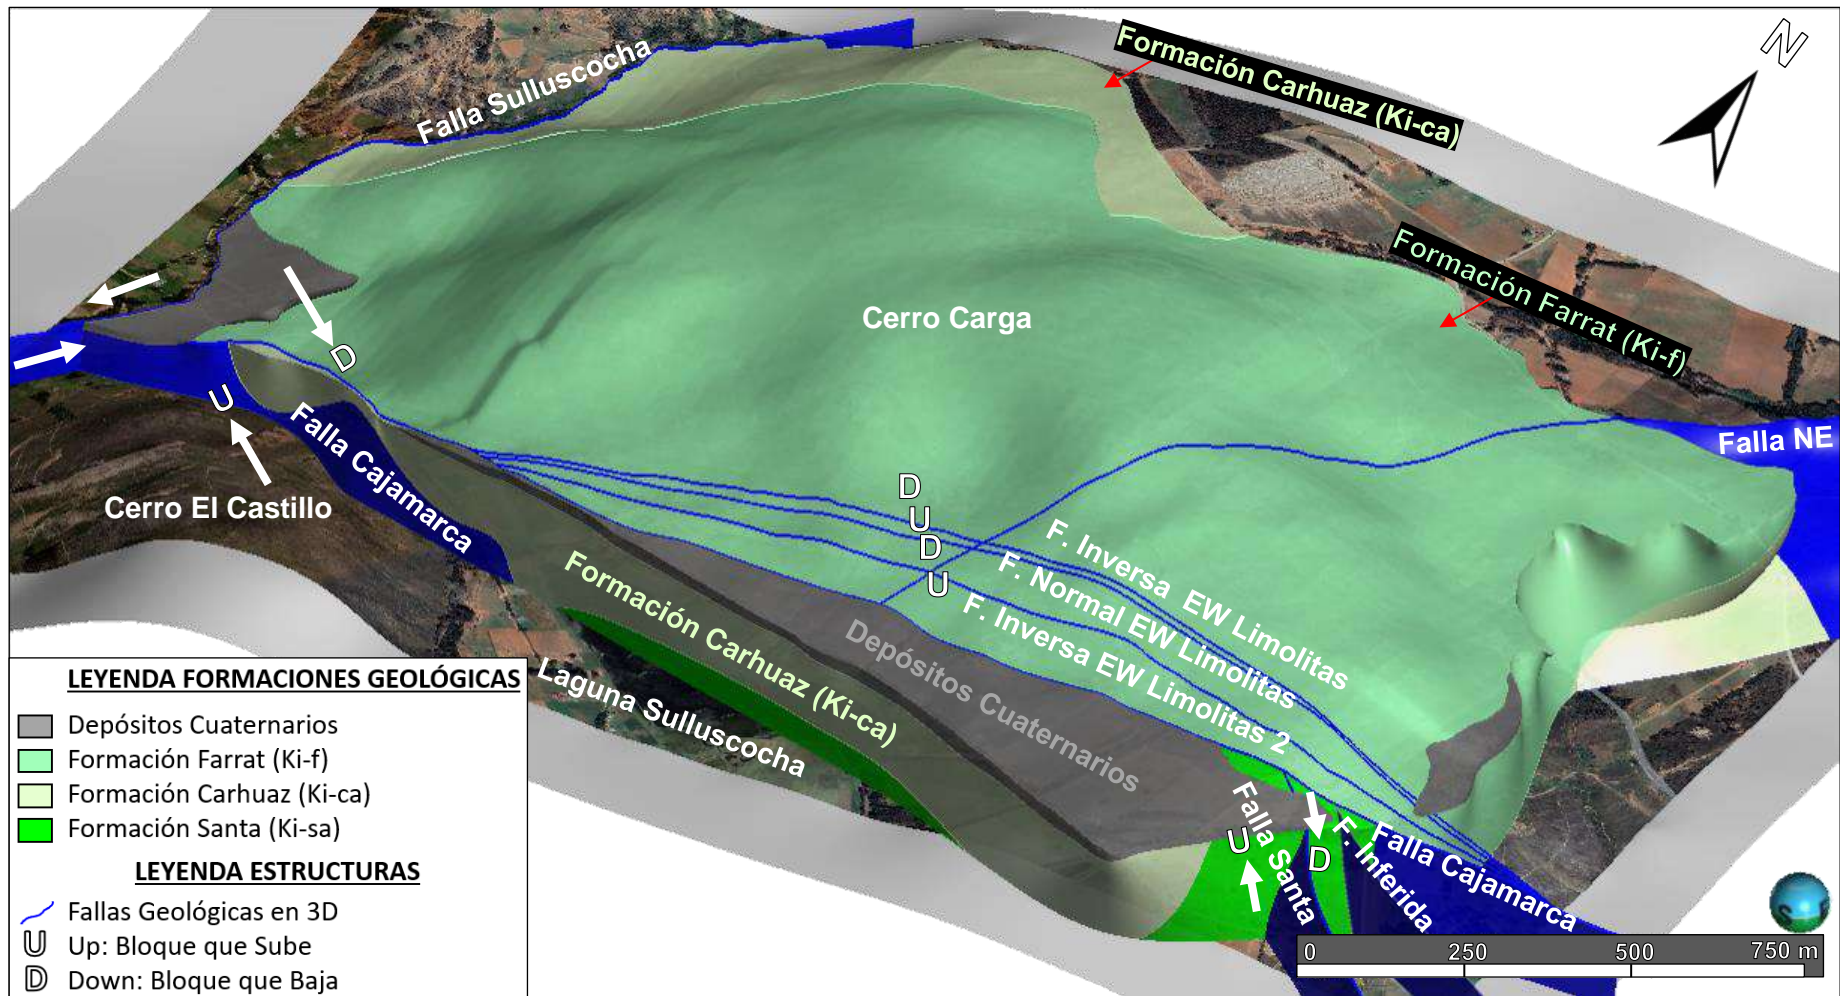 N
Formación Carhuaz (Ki-ca)
Falla Sulluscocha
Formación Farrat (Ki-f)
Cerro Carga
D
U
Falla NE
Falla Cajamarca
Cerro El Castillo
D
U
D
U
F. Inversa EW Limolitas
F. Normal EW Limolitas
F. Inversa EW Limolitas 2
Formación Carhuaz (Ki-ca)
Depósitos Cuaternarios
Laguna Sulluscocha
Falla Santa
U
D
F. Inferida
Falla Cajamarca
LEYENDA FORMACIONES GEOLÓGICAS
Depósitos Cuaternarios
Formación Farrat (Ki-f)
Formación Carhuaz (Ki-ca)
Formación Santa (Ki-sa)
LEYENDA ESTRUCTURAS
Fallas Geológicas en 3D
U Up: Bloque que Sube
D Down: Bloque que Baja
S E
0 250 500 750 m